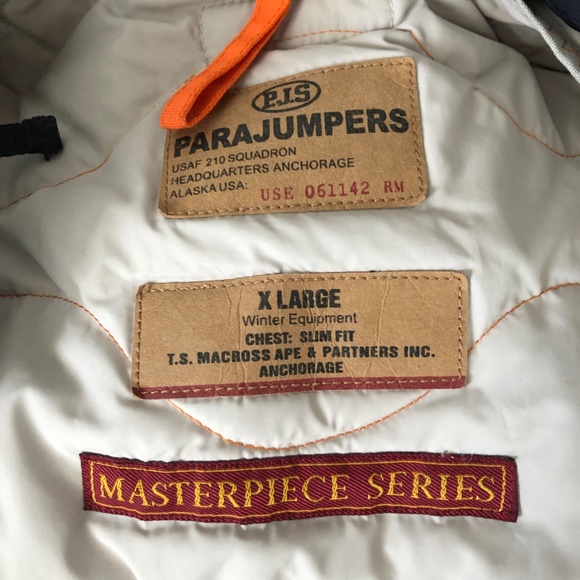 P.J.S
PARAJUMPERS
USAF 210 SQUADRON
HEADQUARTERS ANCHORAGE
ALASKA USA: USE 061142 RM
X LARGE
Winter Equipment
CHEST: SLIM FIT
T.S. MACROSS APE & PARTNERS INC.
ANCHORAGE
MASTERPIECE SERIES